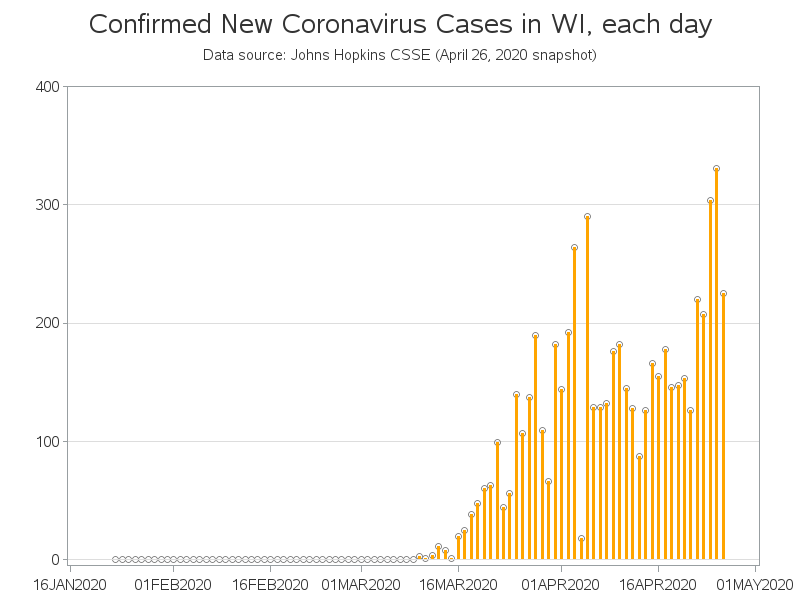 Confirmed New Coronavirus Cases in WI, each day
Data source: Johns Hopkins CSSE (April 26, 2020 snapshot)
400
300
200
100
0
16JAN2020 01FEB2020 16FEB2020 01MAR2020 16MAR2020 01APR2020 16APR2020 01MAY2020